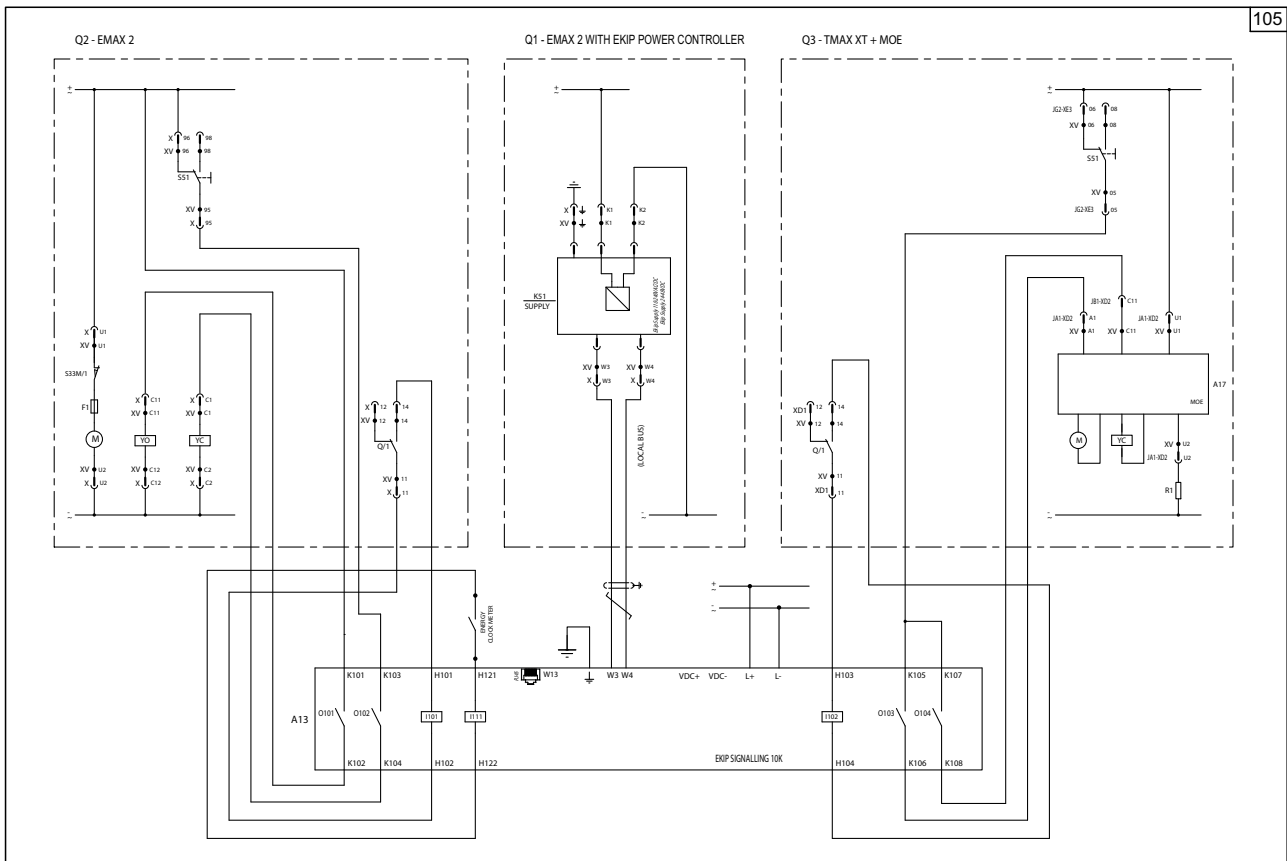 105
Q2 - EMAX 2
Q1 - EMAX 2 WITH EKIP POWER CONTROLLER
Q3 - TMAX XT + MOE
+
~
X 96 98
XV 96 98
S51
XV 95
X 95
X U1
XV U1
S33M/1
F1
M
XV U2
X U2
X C11
XV C11
YO
XV C12
X C12
X C1
XV C1
YC
XV C2
X C2
X 12 14
XV 12 14
Q/1
XV 11
X 11
-
~
+
~
X K1 K2
XV K1 K2
K51
SUPPLY
XV W3 XV W4
X W3 X W4
(LOCAL BUS)
-
~
+
~
JG2-XE3 06 08
XV 06 08
S51
XV 05
JG2-XE3 05
JB1-XD2 C11
JA1-XD2 A1
JA1-XD2 U1
XV A1
XV C11
XV U1
A17
MOE
M
YC
XV U2
JA1-XD2 U2
R1
XD1 12 14
XV 12 14
Q/1
XV 11
XD1 11
-
~
+
~
-
~
ENERGY
CLOCK METER
K101 K103 H101 H121 W13 W3 W4 VDC+ VDC- L+ L- H103 K105 K107
A13
O101 O102 I101 I111 I102 O103 O104
EKIP SIGNALLING 10K
K102 K104 H102 H122 H104 K106 K108